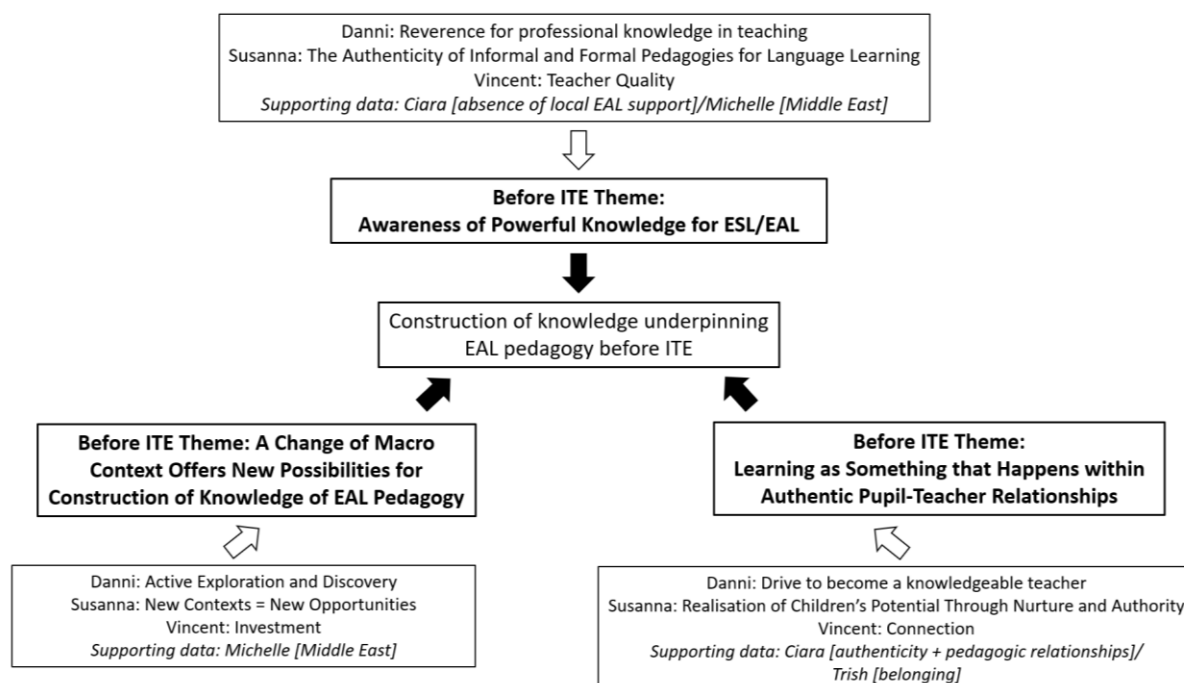 Danni: Reverence for professional knowledge in teaching
Susanna: The Authenticity of Informal and Formal Pedagogies for Language Learning
Vincent: Teacher Quality
Supporting data: Ciara [absence of local EAL support]/Michelle [Middle East]
Before ITE Theme:
Awareness of Powerful Knowledge for ESL/EAL
Construction of knowledge underpinning
EAL pedagogy before ITE
Before ITE Theme: A Change of Macro
Context Offers New Possibilities for
Construction of Knowledge of EAL Pedagogy
Before ITE Theme:
Learning as Something that Happens within
Authentic Pupil-Teacher Relationships
Danni: Active Exploration and Discovery
Susanna: New Contexts = New Opportunities
Vincent: Investment
Supporting data: Michelle [Middle East]
Danni: Drive to become a knowledgeable teacher
Susanna: Realisation of Children's Potential Through Nurture and Authority
Vincent: Connection
Supporting data: Ciara [authenticity + pedagogic relationships]/
Trish [belonging]